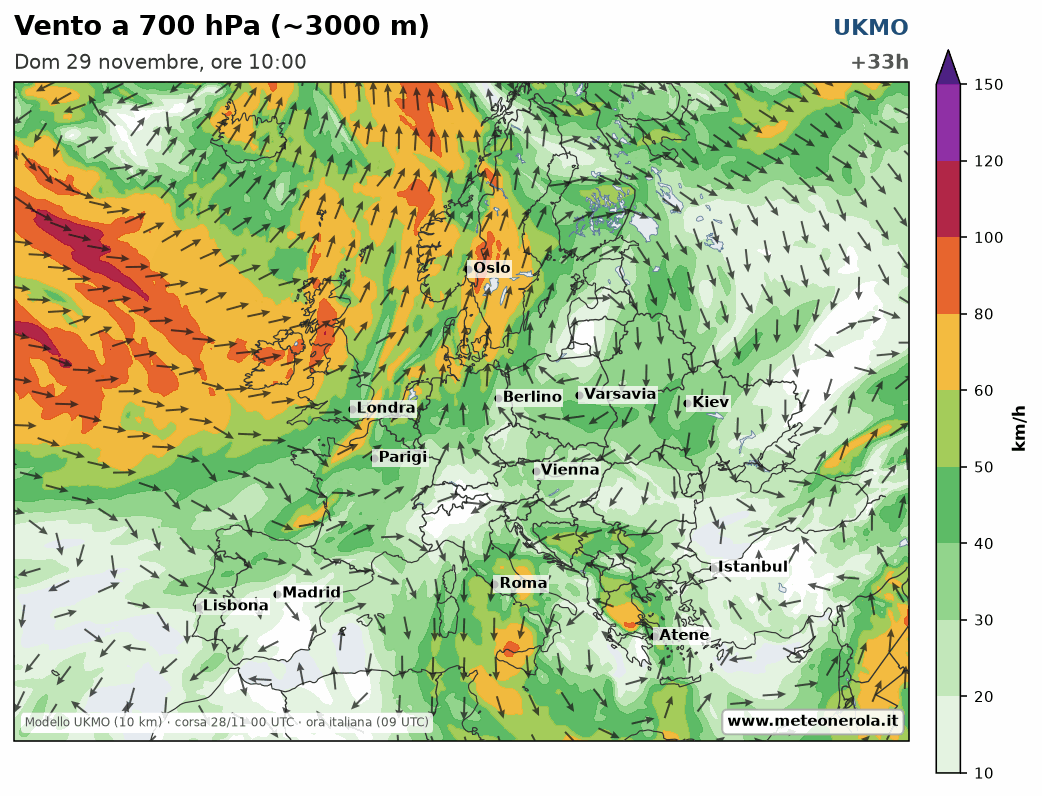 Vento a 700 hPa (~3000 m)
UKMO
Dom 29 novembre, ore 10:00
+33h
150
120
100
80
60
50
40
30
20
10
km/h
Oslo
Londra
Berlino
Varsavia
Kiev
Parigi
Vienna
Istanbul
Roma
Madrid
Lisbona
Atene
Modello UKMO (10 km) · corsa 28/11 00 UTC · ora italiana (09 UTC)
www.meteonerola.it